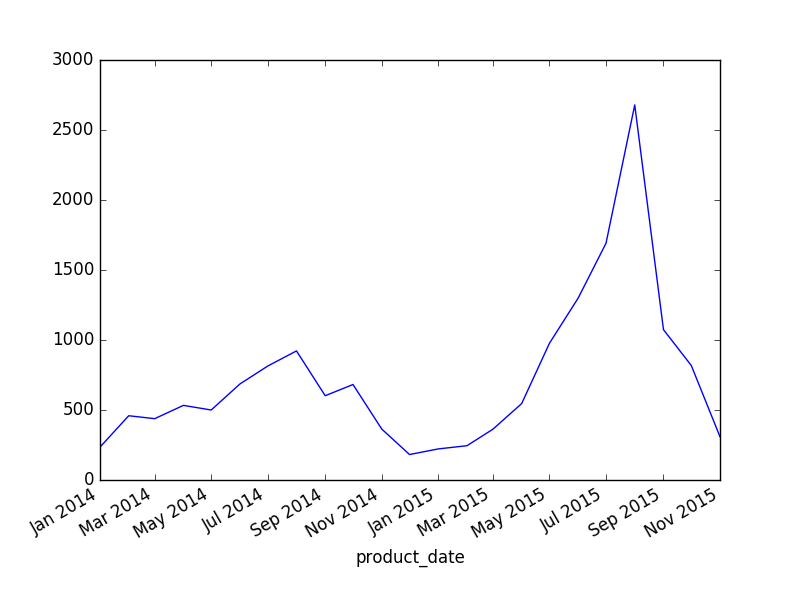 3000
2500
2000
1500
1000
500
0
Jan 2014
Mar 2014
May 2014
Jul 2014
Sep 2014
Nov 2014
Jan 2015
Mar 2015
May 2015
Jul 2015
Sep 2015
Nov 2015
product_date